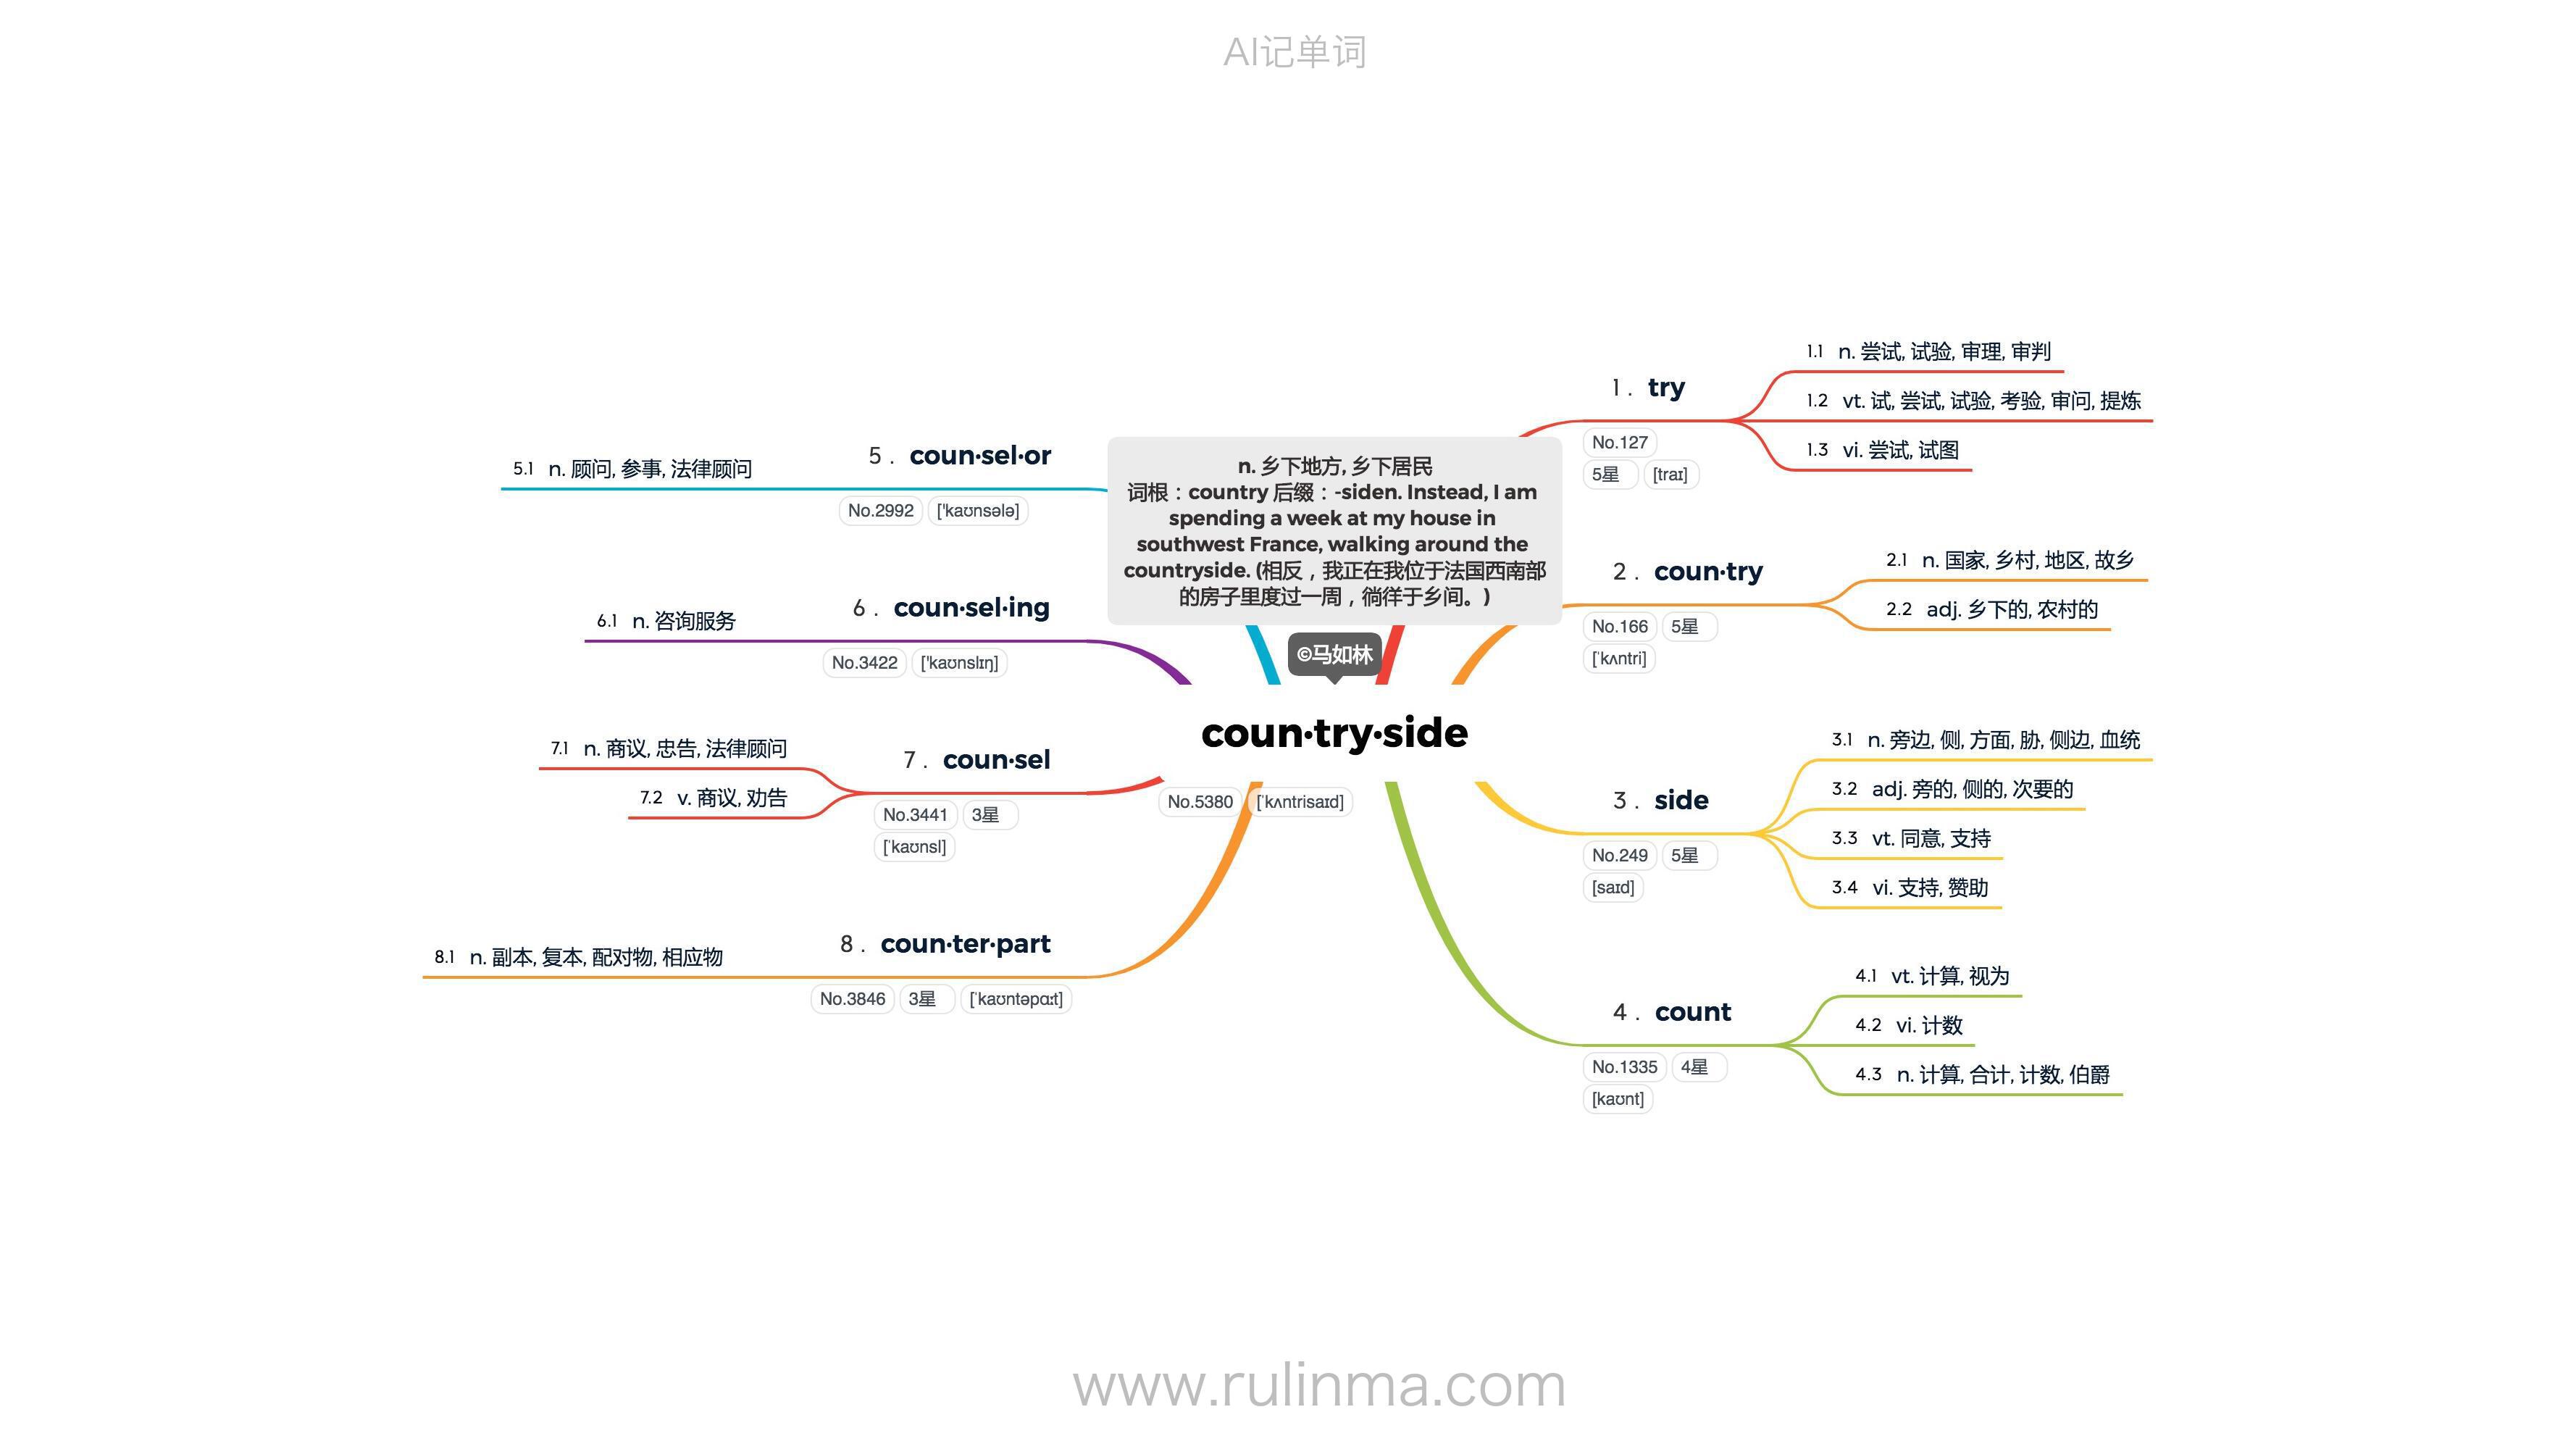 AI记单词
n. 乡下地方, 乡下居民
词根：country 后缀：-siden. Instead, I am
spending a week at my house in
southwest France, walking around the
countryside. (相反，我正在我位于法国西南部
的房子里度过一周，徜徉于乡间。)
©马如林
coun·try·side
No.5380 [ˈkʌntrisaɪd]
1. try
No.127
5星 [traɪ]
1.1 n. 尝试, 试验, 审理, 审判
1.2 vt. 试, 尝试, 试验, 考验, 审问, 提炼
1.3 vi. 尝试, 试图
2. coun·try
No.166 5星
[ˈkʌntri]
2.1 n. 国家, 乡村, 地区, 故乡
2.2 adj. 乡下的, 农村的
3. side
No.249 5星
[saɪd]
3.1 n. 旁边, 侧, 方面, 胁, 侧边, 血统
3.2 adj. 旁的, 侧的, 次要的
3.3 vt. 同意, 支持
3.4 vi. 支持, 赞助
4. count
No.1335 4星
[kaʊnt]
4.1 vt. 计算, 视为
4.2 vi. 计数
4.3 n. 计算, 合计, 计数, 伯爵
5. coun·sel·or
No.2992 ['kaʊnsələ]
5.1 n. 顾问, 参事, 法律顾问
6. coun·sel·ing
No.3422 ['kaʊnslɪŋ]
6.1 n. 咨询服务
7. coun·sel
No.3441 3星
[ˈkaʊnsl]
7.1 n. 商议, 忠告, 法律顾问
7.2 v. 商议, 劝告
8. coun·ter·part
No.3846 3星 [ˈkaʊntəpɑːt]
8.1 n. 副本, 复本, 配对物, 相应物
www.rulinma.com